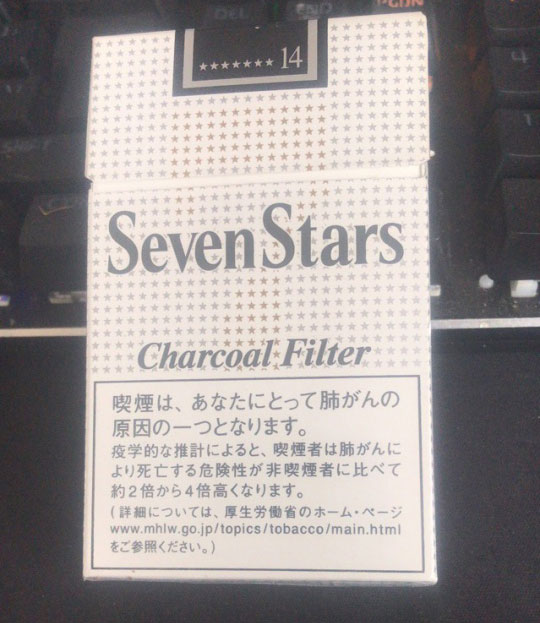 DEL
END
PGDN
4
★★★★★★★ 14
Seven Stars
Charcoal Filter
喫煙は、あなたにとって肺がんの
原因の一つとなります。
疫学的な推計によると、喫煙者は肺がんに
より死亡する危険性が非喫煙者に比べて
約2倍から4倍高くなります。
(詳細については、厚生労働省のホーム・ページ
www.mhlw.go.jp/topics/tobacco/main.html
をご参照ください。)